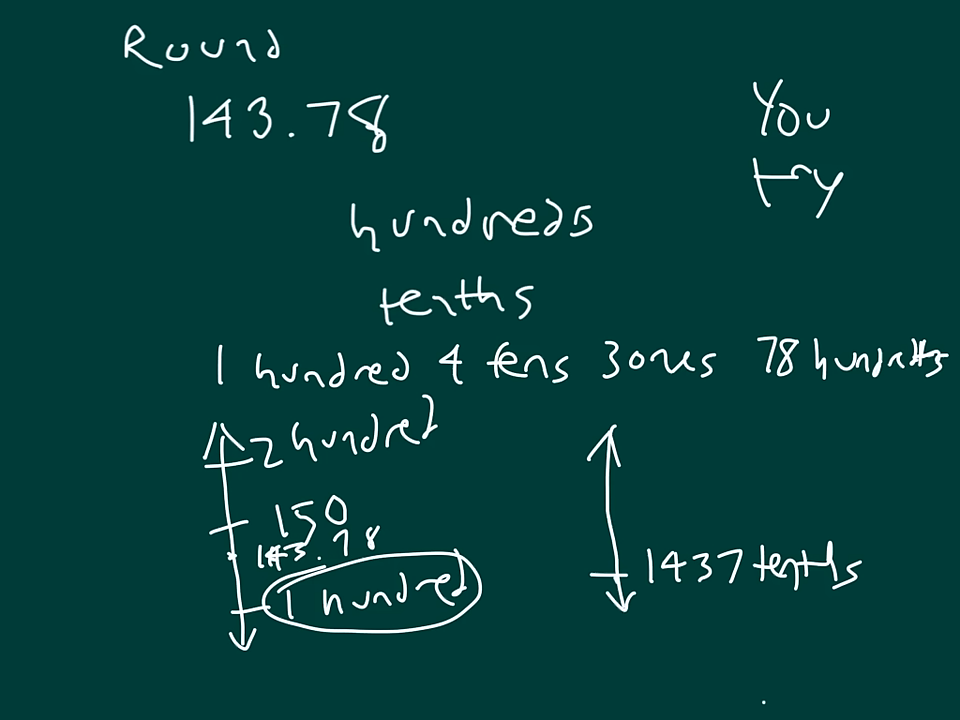 Round
143.78
You
try
hundreds
tenths
1 hundred 4 tens 3 ones 78 hundredths
2 hundred
150
143.78
1 hundred
1437 tenths